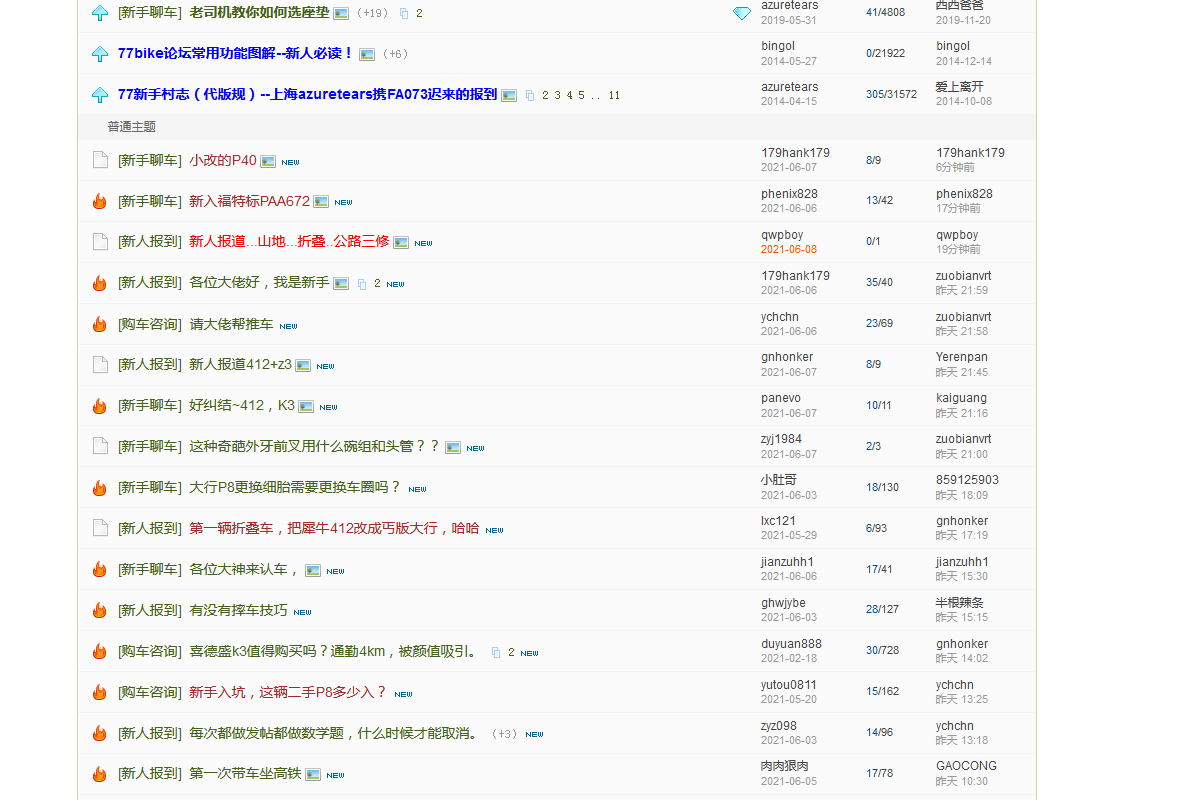 [新手聊车] 老司机教你如何选座垫 (+19) 2 azuretears 41/4808 西西爸爸
2019-05-31 2019-11-20
77bike论坛常用功能图解--新人必读！ (+6) bingol 0/21922 bingol
2014-05-27 2014-12-14
77新手村志（代版规）--上海azuretears携FA073迟来的报到 2 3 4 5 .. 11 azuretears 305/31572 爱上离开
2014-04-15 2014-10-08
普通主题
[新手聊车] 小改的P40 NEW 179hank179 8/9 179hank179
2021-06-07 6分钟前
[新手聊车] 新入福特标PAA672 NEW phenix828 13/42 phenix828
2021-06-06 17分钟前
[新人报到] 新人报道...山地...折叠..公路三修 NEW qwpboy 0/1 qwpboy
2021-06-08 19分钟前
[新人报到] 各位大佬好，我是新手 2 NEW 179hank179 35/40 zuobianvrt
2021-06-06 昨天 21:59
[购车咨询] 请大佬帮推车 NEW ychchn 23/69 zuobianvrt
2021-06-06 昨天 21:58
[新人报到] 新人报道412+z3 NEW gnhonker 8/9 Yerenpan
2021-06-07 昨天 21:45
[新手聊车] 好纠结~412，K3 NEW panevo 10/11 kaiguang
2021-06-07 昨天 21:16
[新手聊车] 这种奇葩外牙前叉用什么碗组和头管？？ NEW zyj1984 2/3 zuobianvrt
2021-06-07 昨天 21:00
[新手聊车] 大行P8更换细胎需要更换车圈吗？ NEW 小肚哥 18/130 859125903
2021-06-03 昨天 18:09
[新人报到] 第一辆折叠车，把犀牛412改成丐版大行，哈哈 NEW lxc121 6/93 gnhonker
2021-05-29 昨天 17:19
[新手聊车] 各位大神来认车， NEW jianzuhh1 17/41 jianzuhh1
2021-06-06 昨天 15:30
[新人报到] 有没有摔车技巧 NEW ghwjybe 28/127 半根辣条
2021-06-03 昨天 15:15
[购车咨询] 喜德盛k3值得购买吗？通勤4km，被颜值吸引。 2 NEW duyuan888 30/728 gnhonker
2021-02-18 昨天 14:02
[购车咨询] 新手入坑，这辆二手P8多少入？ NEW yutou0811 15/162 ychchn
2021-05-20 昨天 13:25
[新人报到] 每次都做发帖都做数学题，什么时候才能取消。 (+3) NEW zyz098 14/96 ychchn
2021-06-03 昨天 13:18
[新人报到] 第一次带车坐高铁 NEW 肉肉狠肉 17/78 GAOCONG
2021-06-05 昨天 10:30